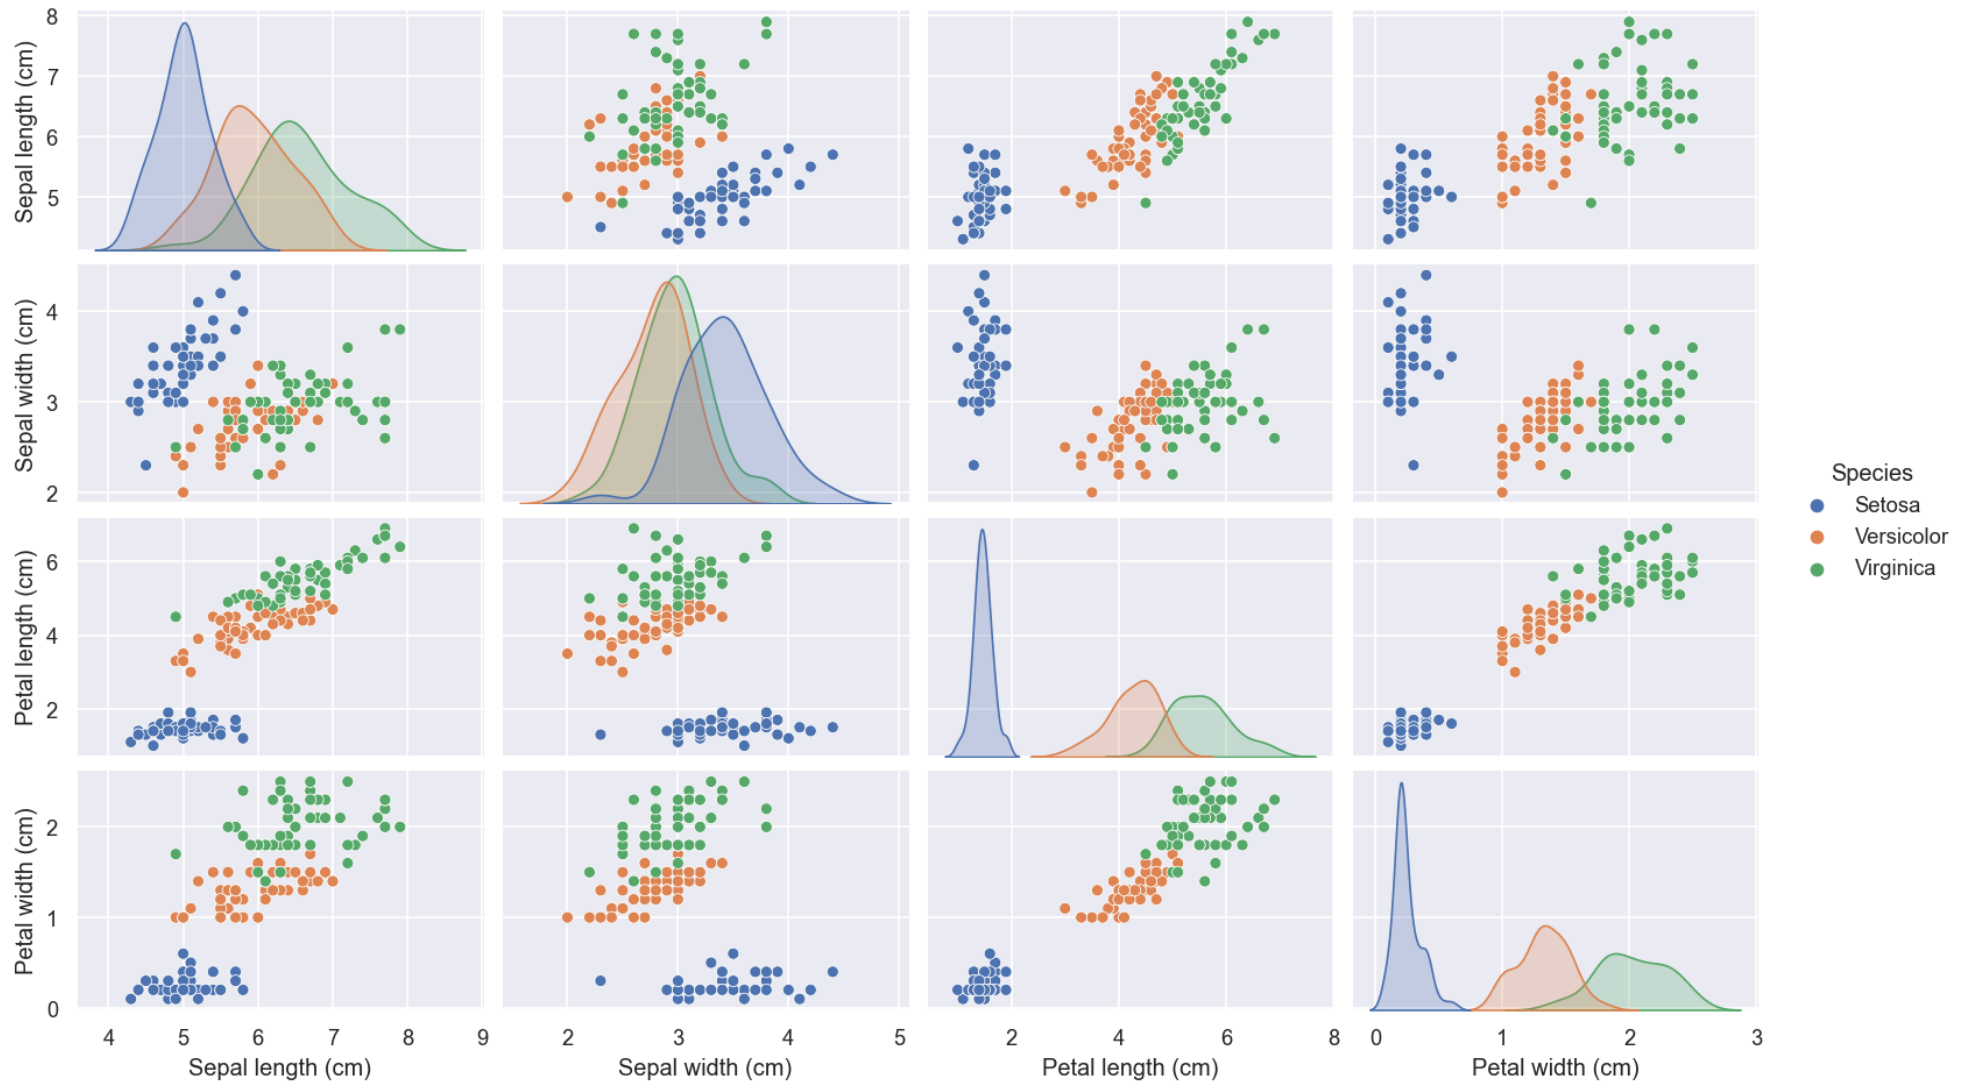 Sepal length (cm)
8
7
6
5
Sepal width (cm)
4
3
2
Petal length (cm)
6
4
2
Petal width (cm)
2
1
0
4 5 6 7 8 9
2 3 4 5
2 4 6 8
0 1 2 3
Sepal length (cm)
Sepal width (cm)
Petal length (cm)
Petal width (cm)
Species
Setosa
Versicolor
Virginica